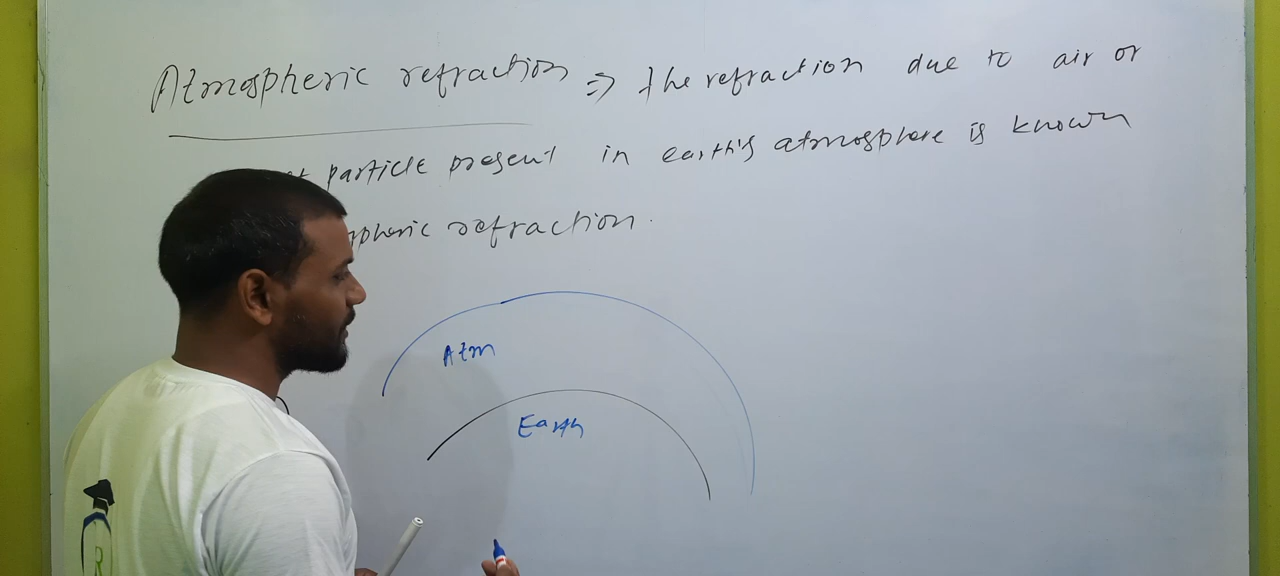 Atmospheric refraction => the refraction due to air or
particle present in earth's atmosphere is known
spheric refraction.
Atm
Earth
R